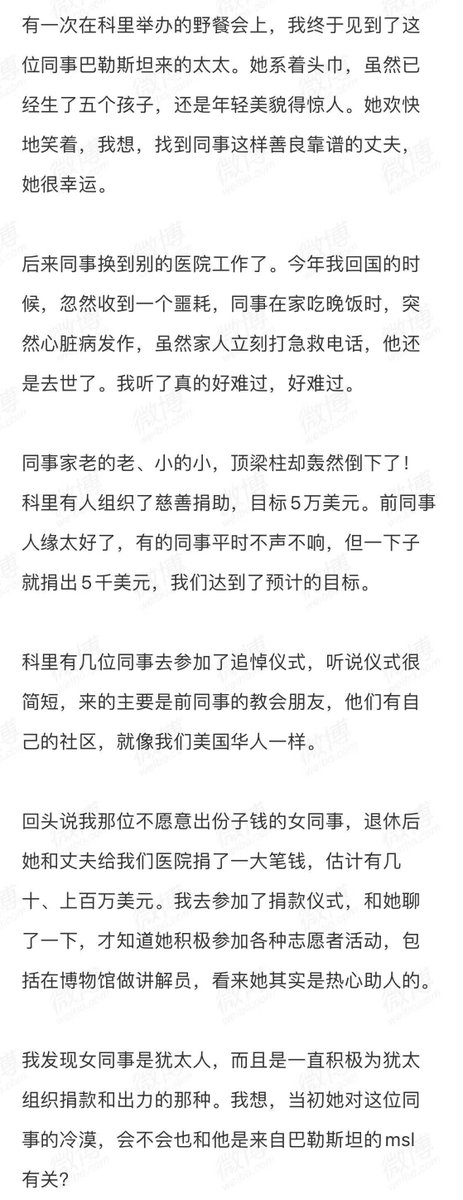 有一次在科里举办的野餐会上，我终于见到了这
位同事巴勒斯坦来的太太。她系着头巾，虽然已
经生了五个孩子，还是年轻美貌得惊人。她欢快
地笑着，我想，找到同事这样善良靠谱的丈夫，
她很幸运。
后来同事换到别的医院工作了。今年我回国的时
候，忽然收到一个噩耗，同事在家吃晚饭时，突
然心脏病发作，虽然家人立刻打急救电话，他还
是去世了。我听了真的好难过，好难过。
同事家老的老、小的小，顶梁柱却轰然倒下了！
科里有人组织了慈善捐助，目标5万美元。前同事
人缘太好了，有的同事平时不声不响，但一下子
就捐出5千美元，我们达到了预计的目标。
科里有几位同事去参加了追悼仪式，听说仪式很
简短，来的主要是前同事的教会朋友，他们有自
己的社区，就像我们美国华人一样。
回头说我那位不愿意出份子钱的女同事，退休后
她和丈夫给我们医院捐了一大笔钱，估计有几
十、上百万美元。我去参加了捐款仪式，和她聊
了一下，才知道她积极参加各种志愿者活动，包
括在博物馆做讲解员，看来她其实是热心助人的。
我发现女同事是犹太人，而且是一直积极为犹太
组织捐款和出力的那种。我想，当初她对这位同
事的冷漠，会不会也和他是来自巴勒斯坦的msl
有关？